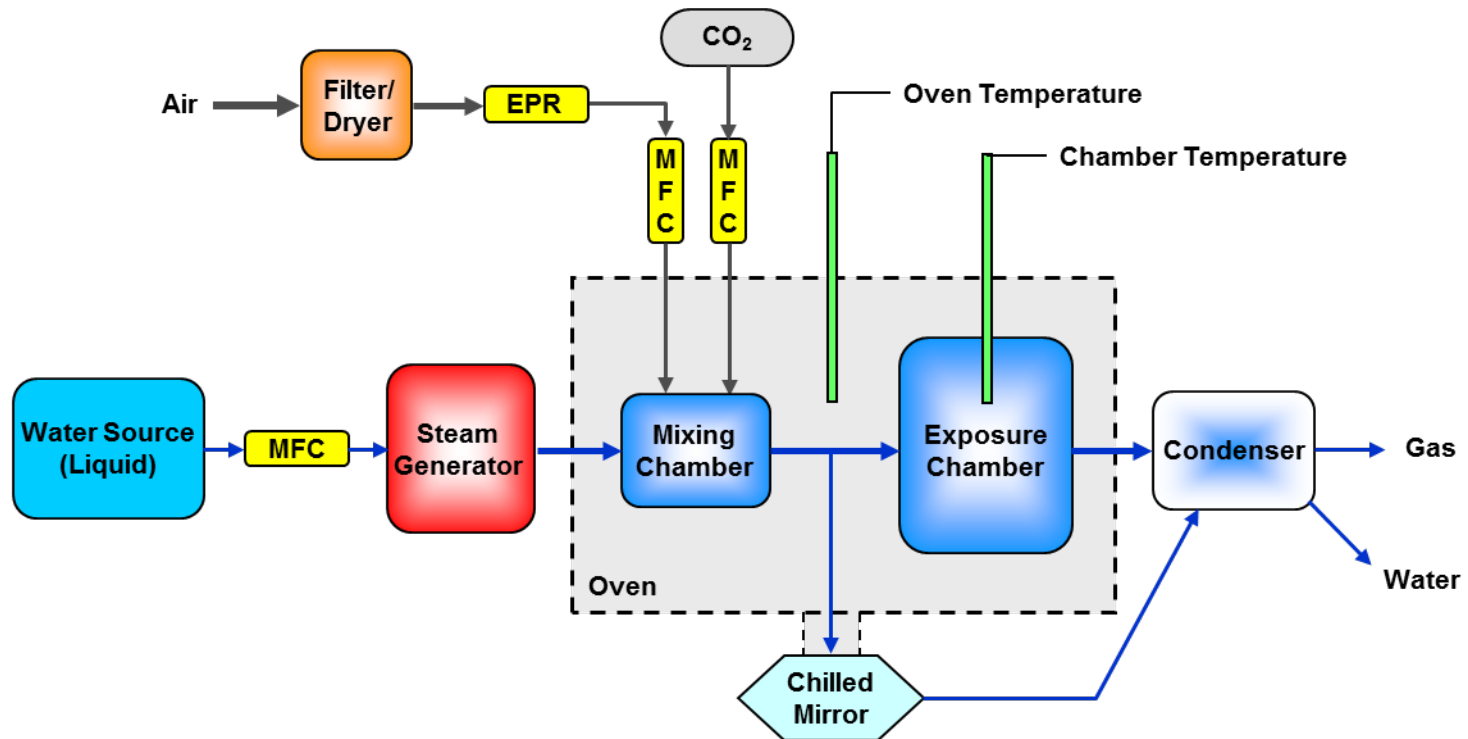 CO₂
Air
Filter/
Dryer
EPR
Oven Temperature
Chamber Temperature
M
F
C
M
F
C
Water Source
(Liquid)
MFC
Steam
Generator
Mixing
Chamber
Exposure
Chamber
Condenser
Gas
Water
Oven
Chilled
Mirror